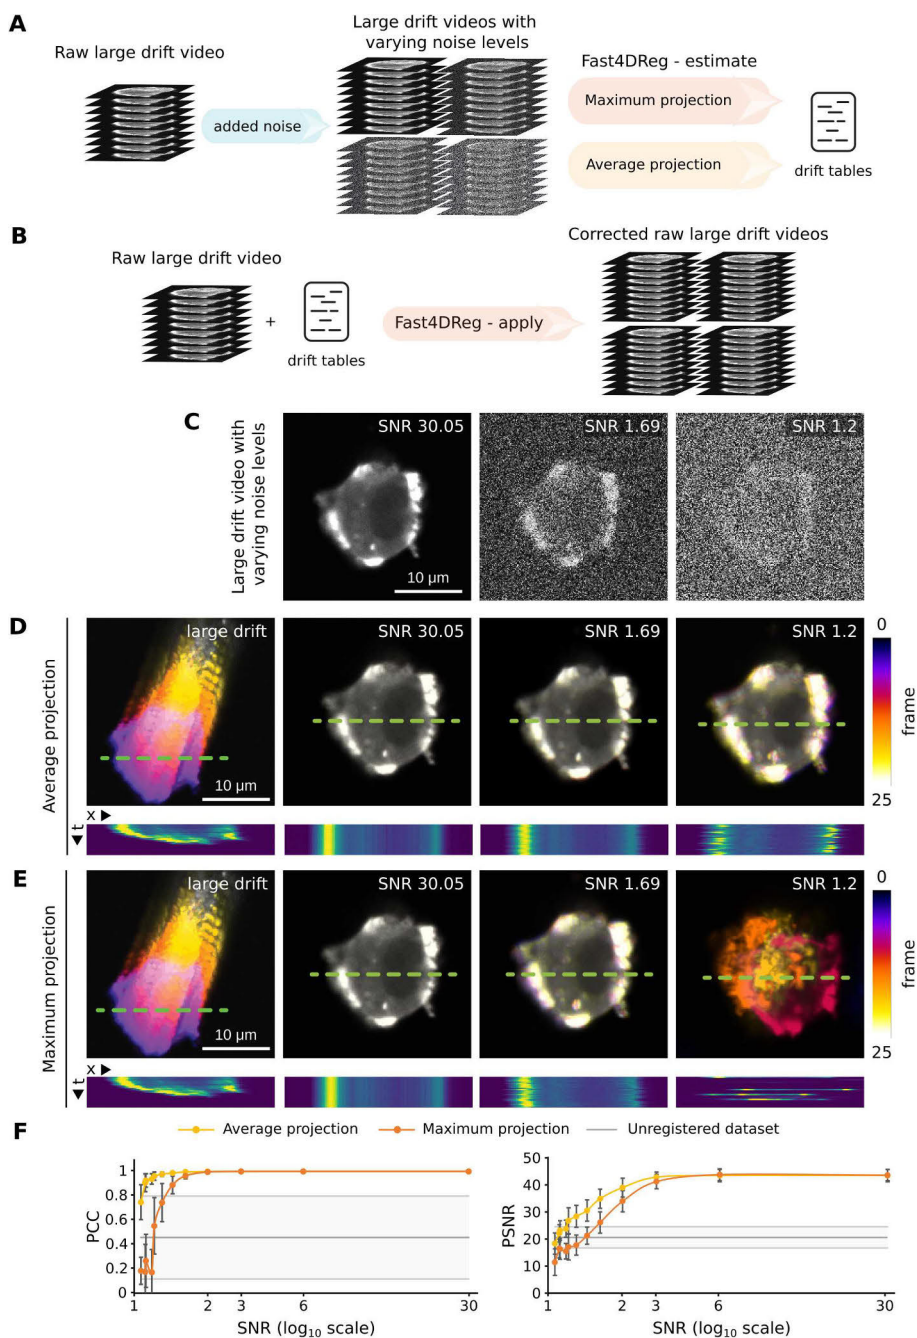 A
Raw large drift video
added noise
Large drift videos with
varying noise levels
Fast4DReg - estimate
Maximum projection
Average projection
drift tables
B
Raw large drift video
+
drift tables
Fast4DReg - apply
Corrected raw large drift videos
C
Large drift video with
varying noise levels
SNR 30.05
10 μm
SNR 1.69
SNR 1.2
D
Average projection
large drift
10 μm
SNR 30.05
SNR 1.69
SNR 1.2
0
frame
25
x
t
E
Maximum projection
large drift
10 μm
SNR 30.05
SNR 1.69
SNR 1.2
0
frame
25
x
t
F
Average projection
Maximum projection
Unregistered dataset
PCC
1
0.8
0.6
0.4
0.2
0
1 2 3 6 30
SNR (log10 scale)
PSNR
50
40
30
20
10
0
1 2 3 6 30
SNR (log10 scale)